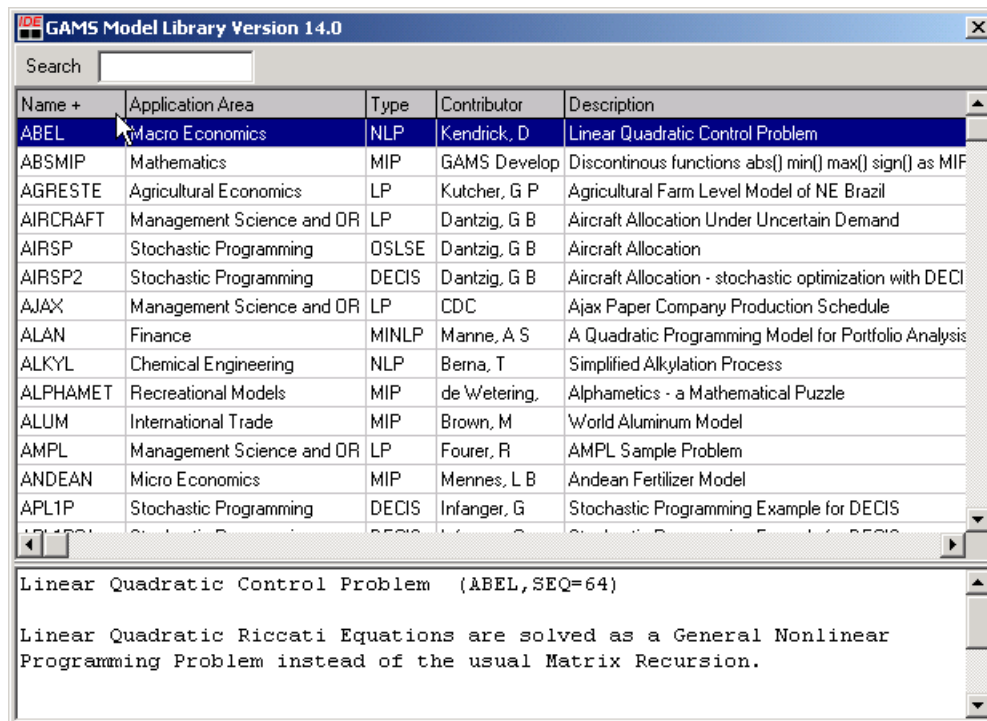 IDE GAMS Model Library Version 14.0
Search
Name + Application Area Type Contributor Description
ABEL Macro Economics NLP Kendrick, D Linear Quadratic Control Problem
ABSMIP Mathematics MIP GAMS Develop Discontinous functions abs() min() max() sign() as MIP
AGRESTE Agricultural Economics LP Kutcher, G P Agricultural Farm Level Model of NE Brazil
AIRCRAFT Management Science and OR LP Dantzig, G B Aircraft Allocation Under Uncertain Demand
AIRSP Stochastic Programming OSLSE Dantzig, G B Aircraft Allocation
AIRSP2 Stochastic Programming DECIS Dantzig, G B Aircraft Allocation - stochastic optimization with DECI
AJAX Management Science and OR LP CDC Ajax Paper Company Production Schedule
ALAN Finance MINLP Manne, A S A Quadratic Programming Model for Portfolio Analysis
ALKYL Chemical Engineering NLP Berna, T Simplified Alkylation Process
ALPHAMET Recreational Models MIP de Wetering, Alphametics - a Mathematical Puzzle
ALUM International Trade MIP Brown, M World Aluminum Model
AMPL Management Science and OR LP Fourer, R AMPL Sample Problem
ANDEAN Micro Economics MIP Mennes, L B Andean Fertilizer Model
APL1P Stochastic Programming DECIS Infanger, G Stochastic Programming Example for DECIS
Linear Quadratic Control Problem (ABEL,SEQ=64)
Linear Quadratic Riccati Equations are solved as a General Nonlinear
Programming Problem instead of the usual Matrix Recursion.